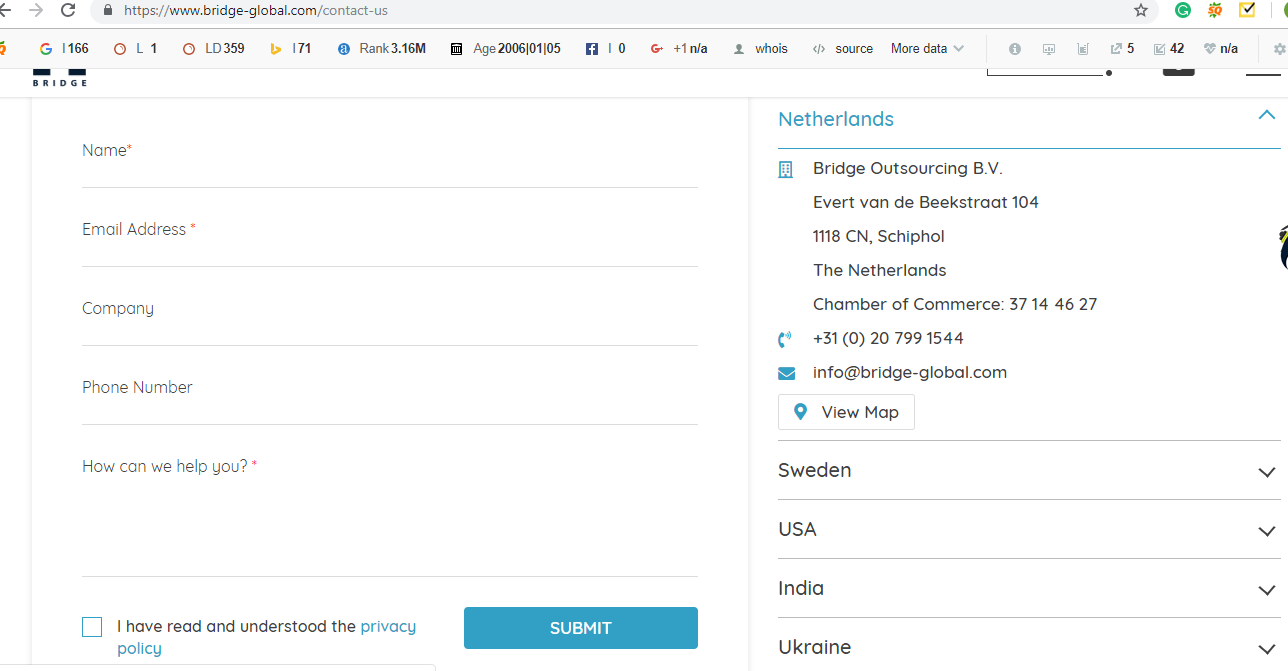 https://www.bridge-global.com/contact-us
I 166 L 1 LD 359 I 71 Rank 3.16M Age 2006|01|05 I 0 +1 n/a whois source More data 5 42 n/a
BRIDGE
Name*
Email Address *
Company
Phone Number
How can we help you? *
I have read and understood the privacy
policy
SUBMIT
Netherlands
Bridge Outsourcing B.V.
Evert van de Beekstraat 104
1118 CN, Schiphol
The Netherlands
Chamber of Commerce: 37 14 46 27
+31 (0) 20 799 1544
info@bridge-global.com
View Map
Sweden
USA
India
Ukraine